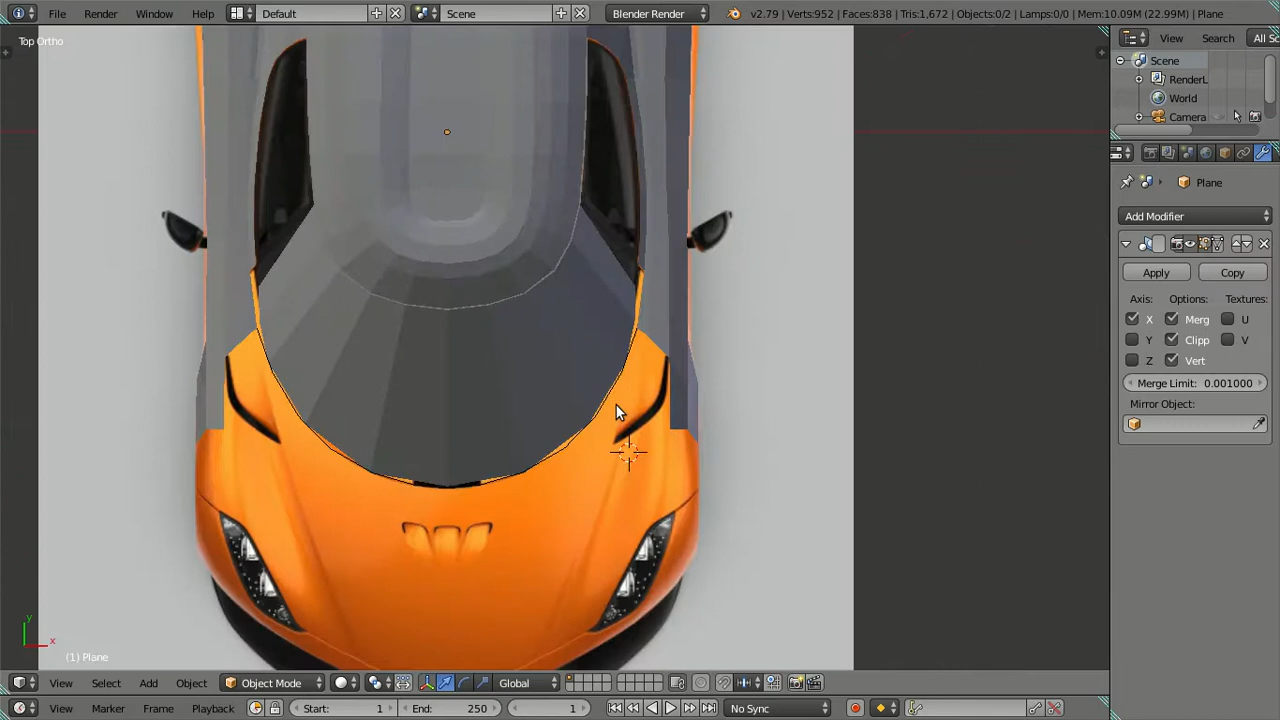 File Render Window Help Default Scene Blender Render v2.79 | Verts:952 | Faces:838 | Tris:1,672 | Objects:0/2 | Lamps:0/0 | Mem:10.09M (22.99M) | Plane
Top Ortho
View Search All Sc
Scene
RenderL
World
Camera
Plane
Add Modifier
Apply Copy
Axis: Options: Textures:
X Merg U
Y Clipp V
Z Vert
Merge Limit: 0.001000
Mirror Object:
y
x
(1) Plane
View Select Add Object Object Mode Global
View Marker Frame Playback Start: 1 End: 250 1 No Sync